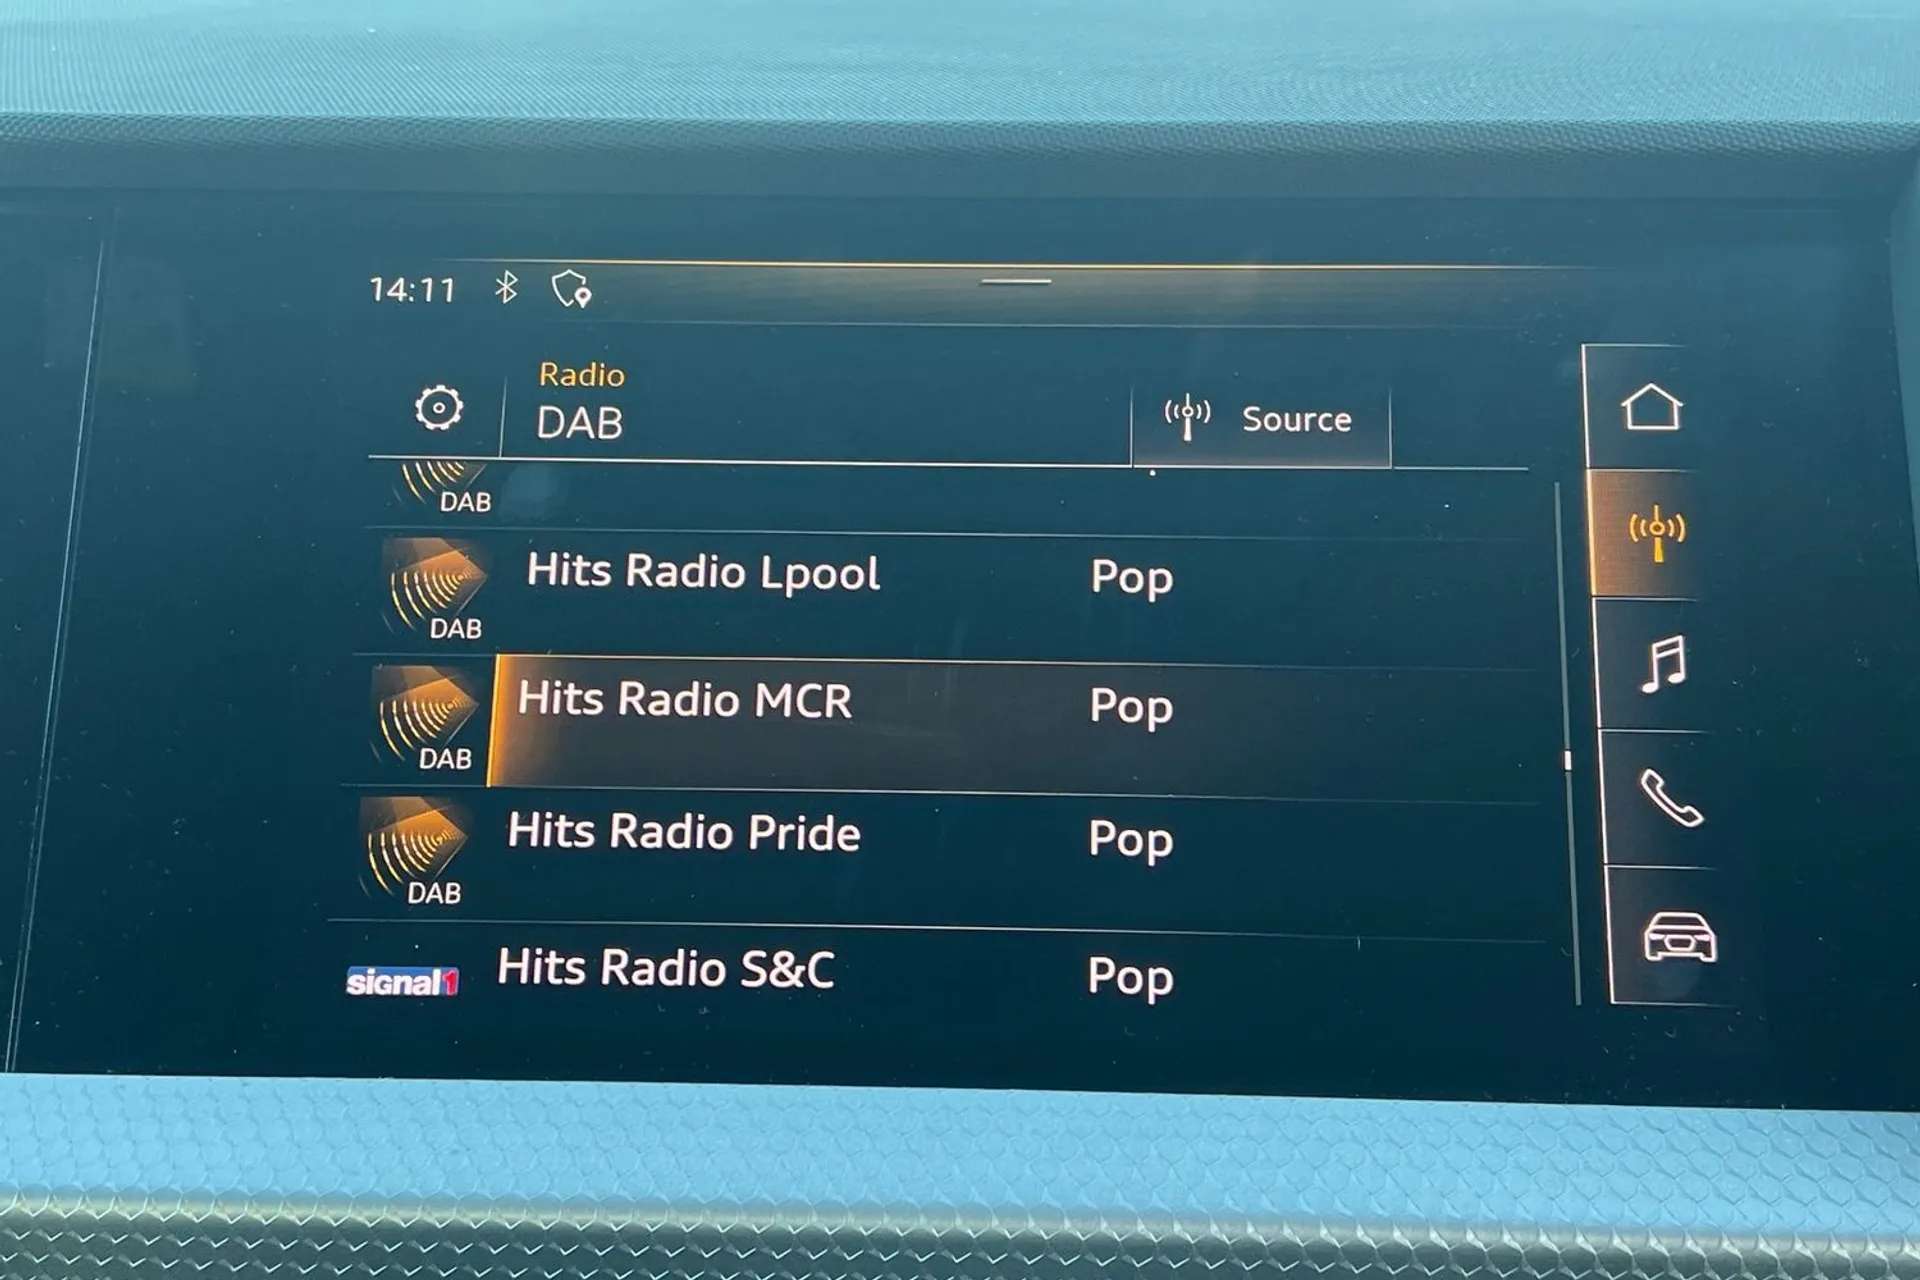 14:11
Radio
DAB
Source
DAB
Hits Radio Lpool Pop
DAB
Hits Radio MCR Pop
DAB
Hits Radio Pride Pop
DAB
Hits Radio S&C Pop
signal1